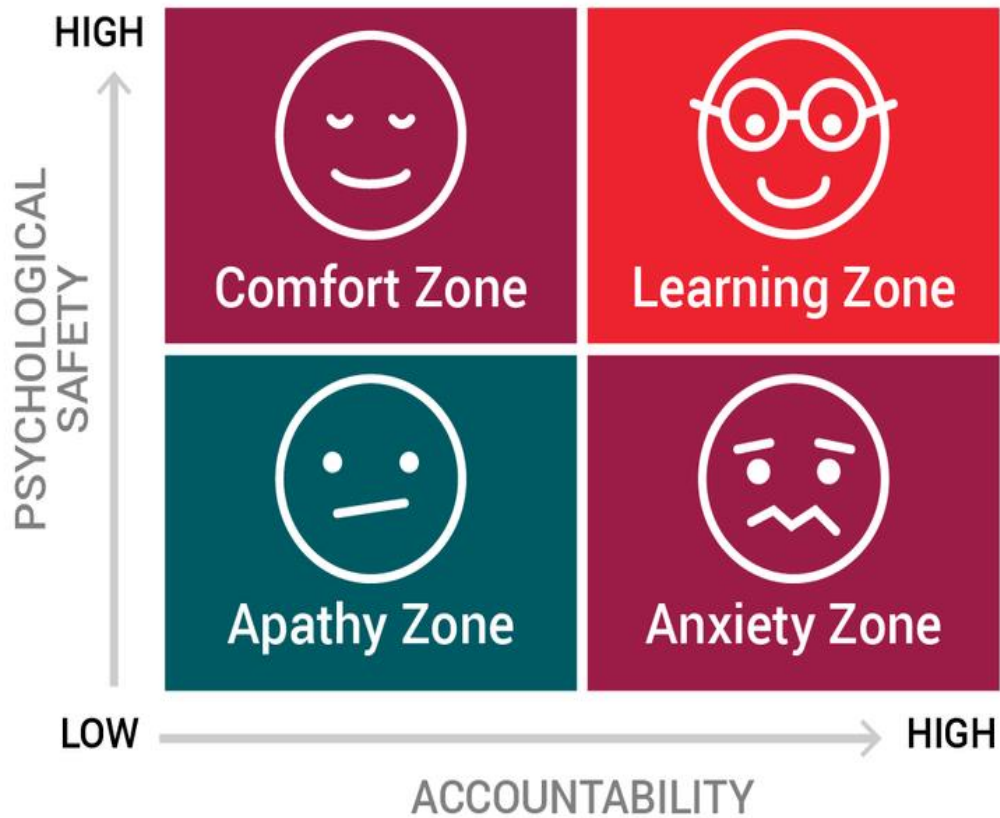 HIGH
PSYCHOLOGICAL
SAFETY
Comfort Zone
Learning Zone
Apathy Zone
Anxiety Zone
LOW
HIGH
ACCOUNTABILITY